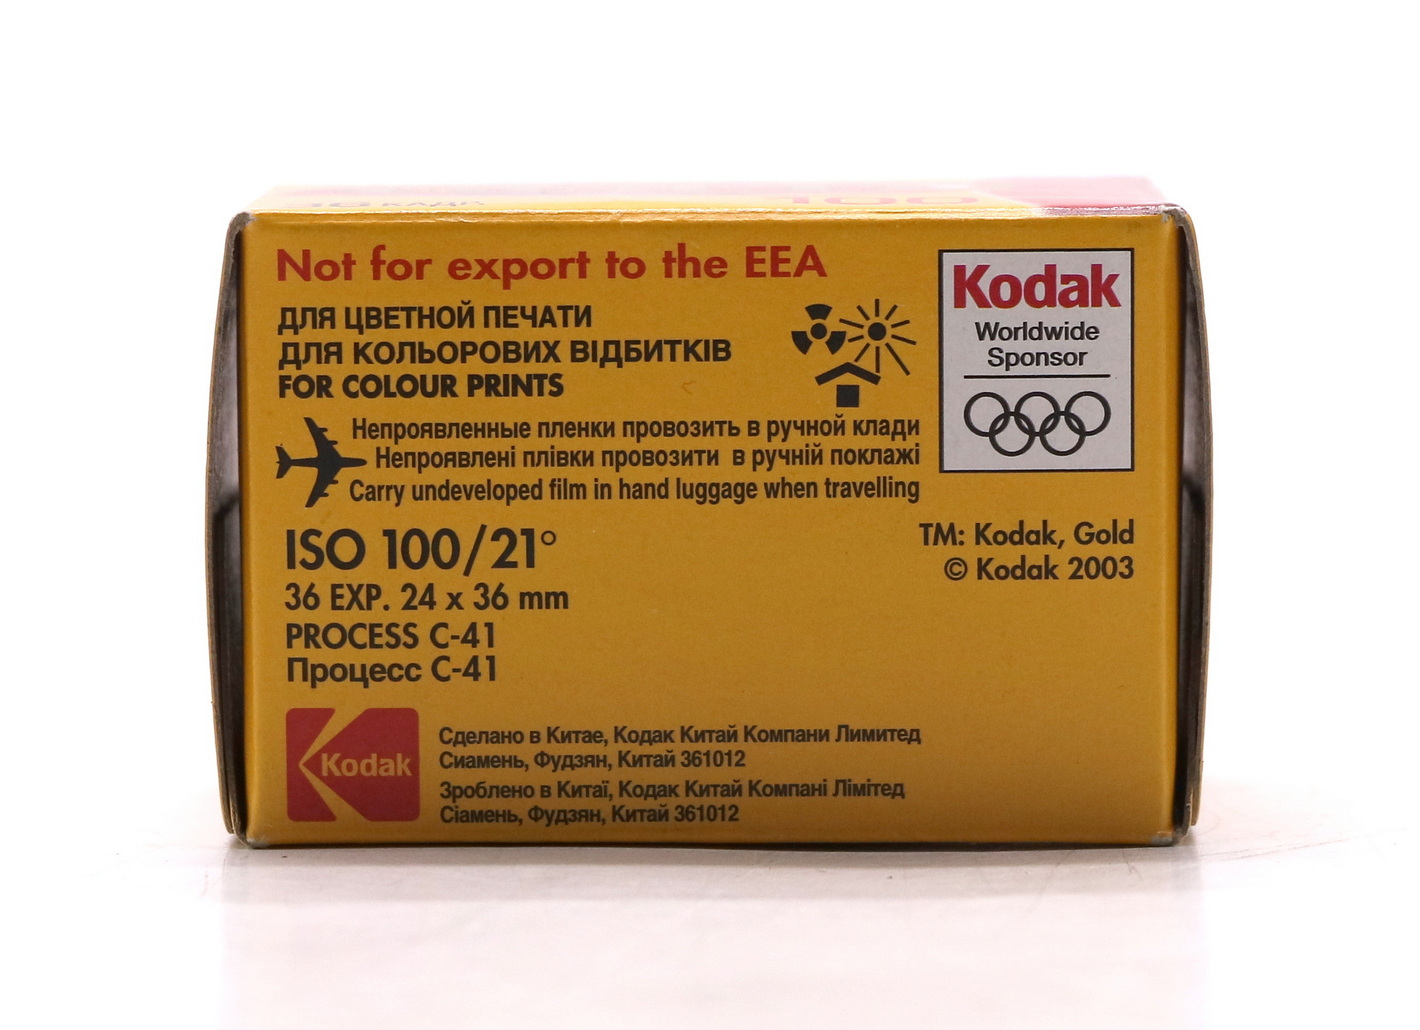 100
Not for export to the EEA
ДЛЯ ЦВЕТНОЙ ПЕЧАТИ
ДЛЯ КОЛЬОРОВИХ ВІДБИТКІВ
FOR COLOUR PRINTS
Непроявленные пленки провозить в ручной клади
Непроявлені плівки провозити в ручній поклажі
Carry undeveloped film in hand luggage when travelling
Kodak
Worldwide
Sponsor
ISO 100/21°
36 EXP. 24 x 36 mm
PROCESS C-41
Процесс C-41
TM: Kodak, Gold
© Kodak 2003
Kodak
Сделано в Китае, Кодак Китай Компани Лимитед
Сиамень, Фудзян, Китай 361012
Зроблено в Китаї, Кодак Китай Компані Лімітед
Сіамень, Фудзян, Китай 361012